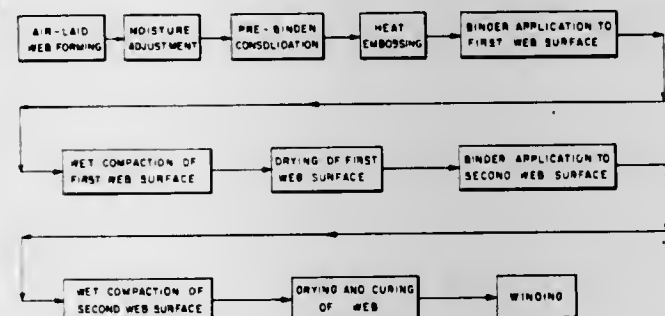 AIR-LAID
WEB FORMING
MOISTURE
ADJUSTMENT
PRE-BINDEN
CONSOLIDATION
HEAT
EMBOSSING
BINDER APPLICATION TO
FIRST WEB SURFACE
WET COMPACTION OF
FIRST WEB SURFACE
DRYING OF FIRST
WEB SURFACE
BINDER APPLICATION TO
SECOND WEB SURFACE
WET COMPACTION OF
SECOND WEB SURFACE
DRYING AND CURING
OF WEB
WINDING